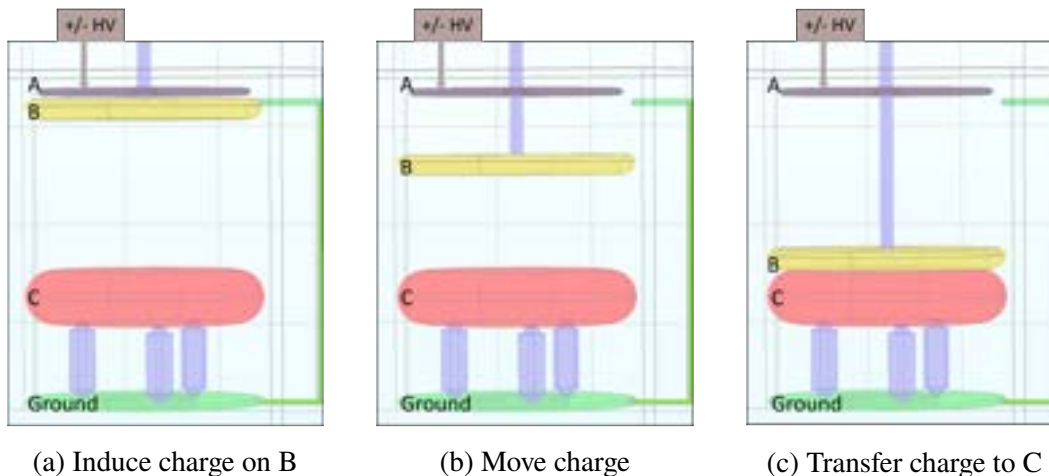 +/- HV +/- HV +/- HV
A A A
B
B
B
C C C
Ground Ground Ground
(a) Induce charge on B (b) Move charge (c) Transfer charge to C